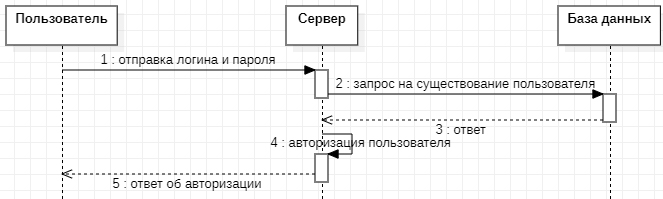 Пользователь
Сервер
База данных
1 : отправка логина и пароля
2 : запрос на существование пользователя
3 : ответ
4 : авторизация пользователя
5 : ответ об авторизации